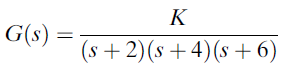 G(s) = K / (s + 2)(s + 4)(s + 6)